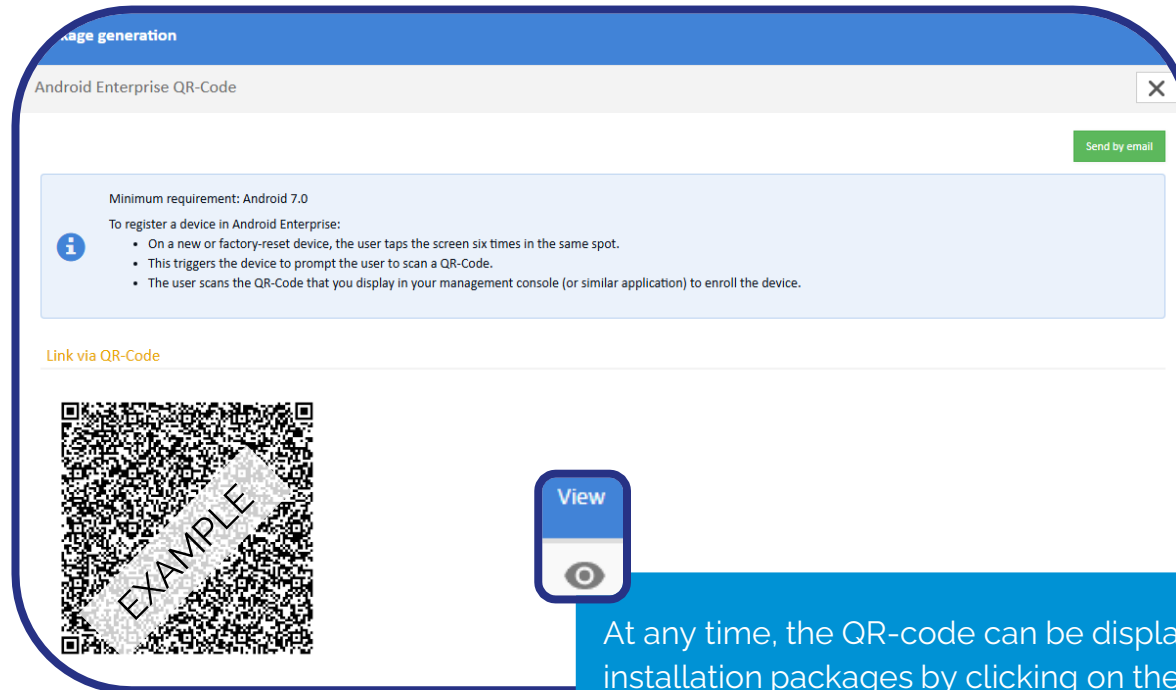 generation
Android Enterprise QR-Code
Send by email
Minimum requirement: Android 7.0
To register a device in Android Enterprise:
• On a new or factory-reset device, the user taps the screen six times in the same spot.
• This triggers the device to prompt the user to scan a QR-Code.
• The user scans the QR-Code that you display in your management console (or similar application) to enroll the device.
Link via QR-Code
EXAMPLE
View
At any time, the QR-code can be
installation packages by clicking on the